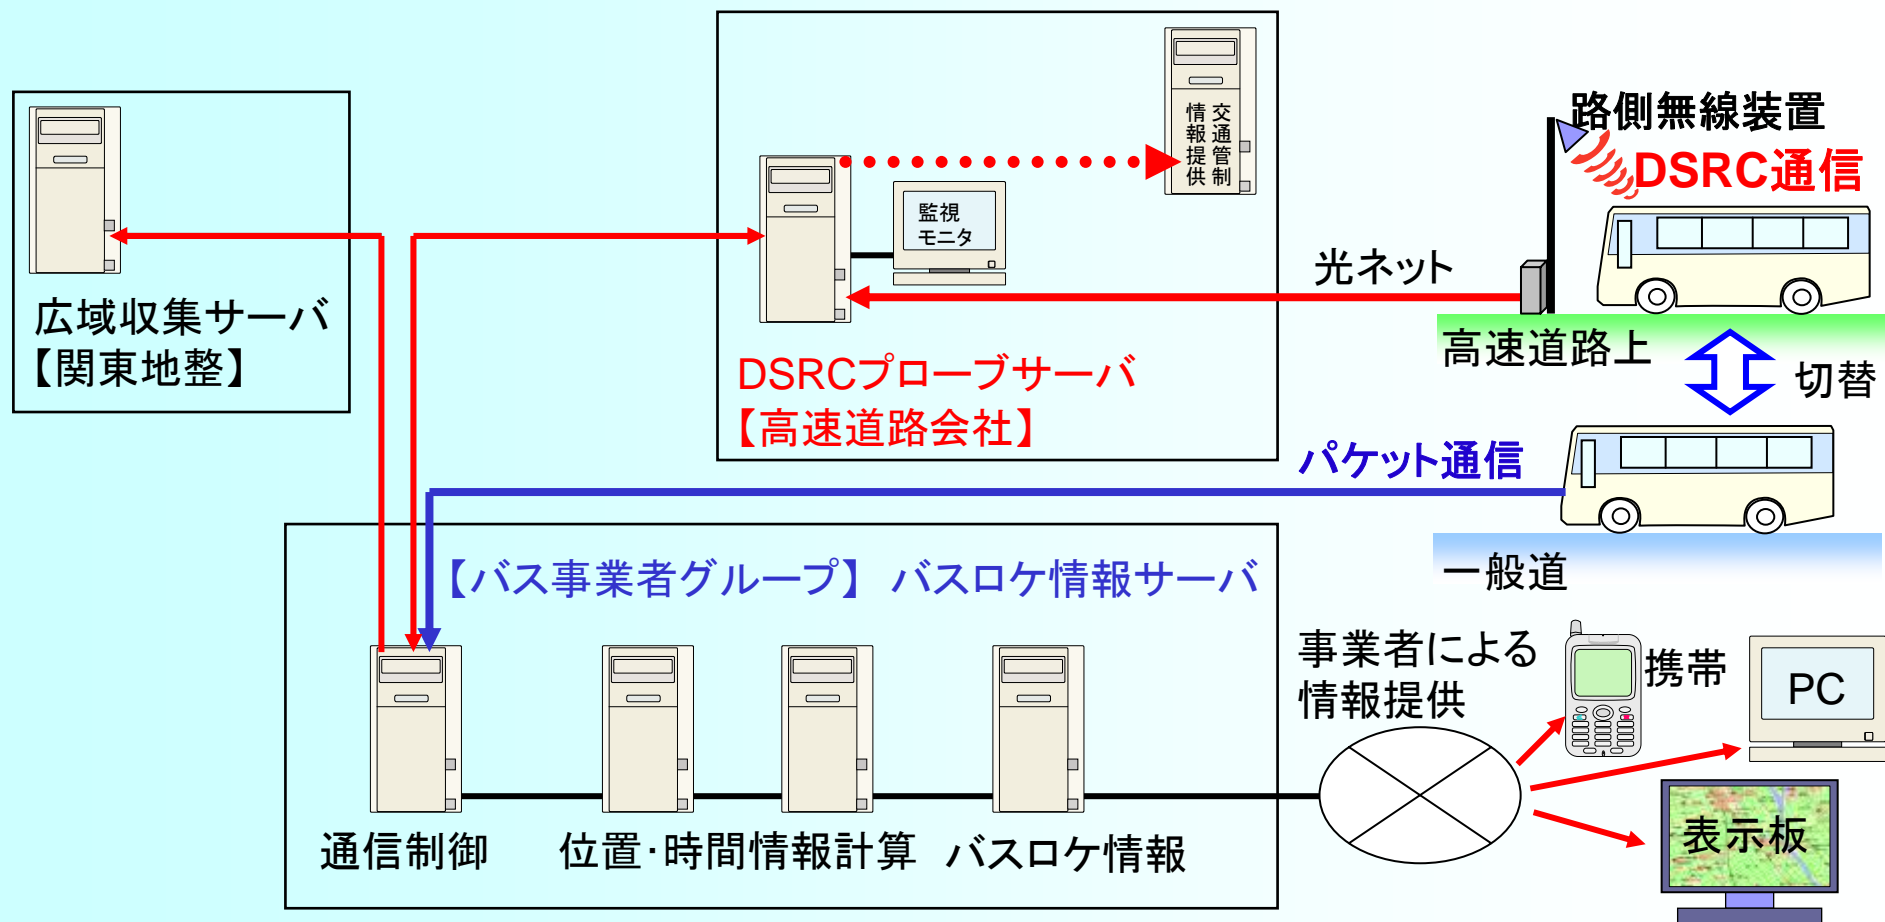 交通管制
情報提供
路側無線装置
DSRC通信
監視
モニタ
光ネット
広域収集サーバ
【関東地整】
DSRCプローブサーバ
【高速道路会社】
高速道路上
切替
パケット通信
【バス事業者グループ】 バスロケ情報サーバ
一般道
事業者による
情報提供
携帯
PC
表示板
通信制御
位置·時間情報計算
バスロケ情報